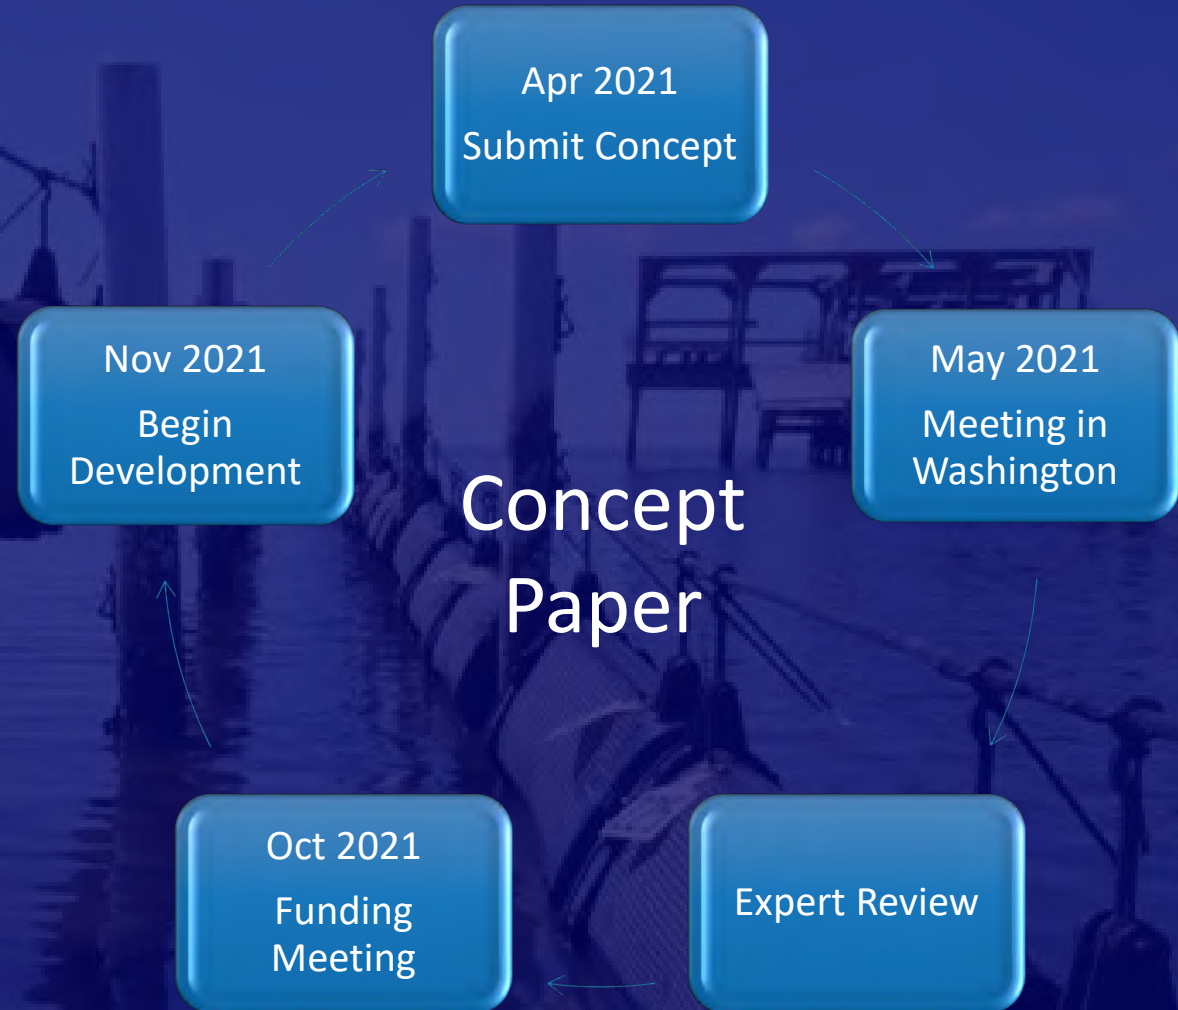 Apr 2021
Submit Concept
May 2021
Meeting in
Washington
Expert Review
Oct 2021
Funding
Meeting
Nov 2021
Begin
Development
Concept
Paper